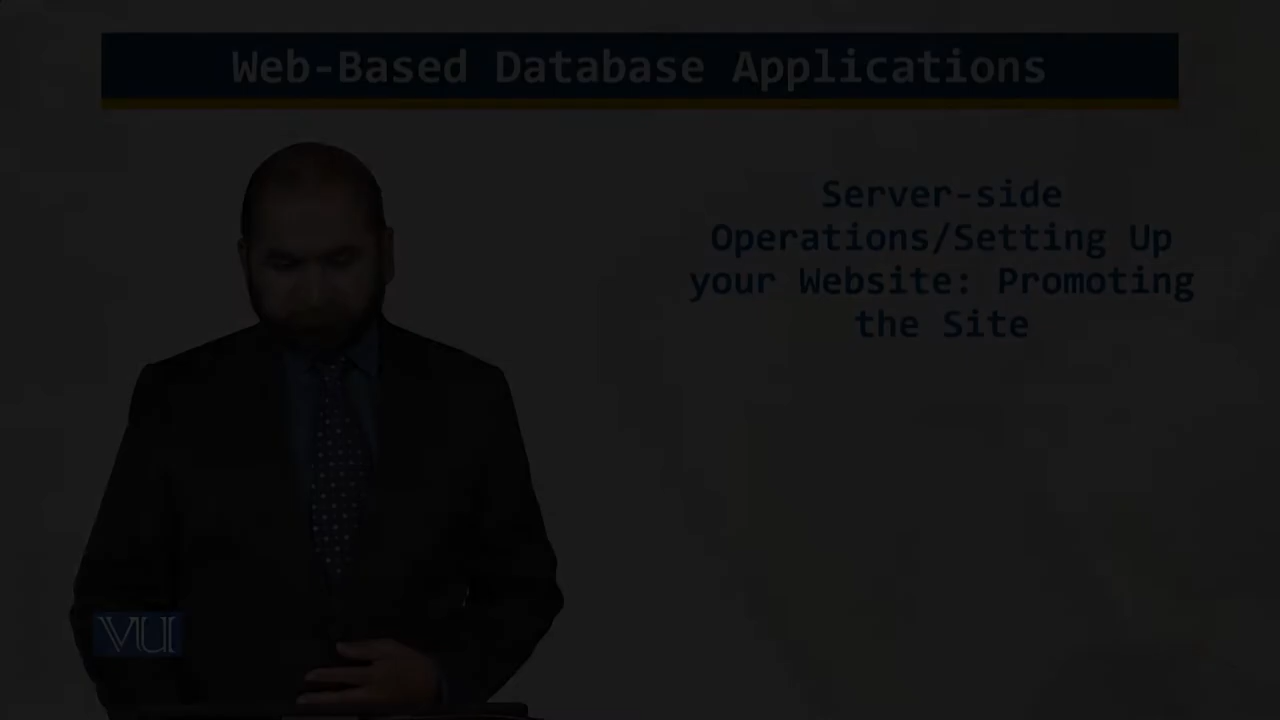 Web-Based Database Applications
Server-side
Operations/Setting Up
your Website: Promoting
the Site
VU